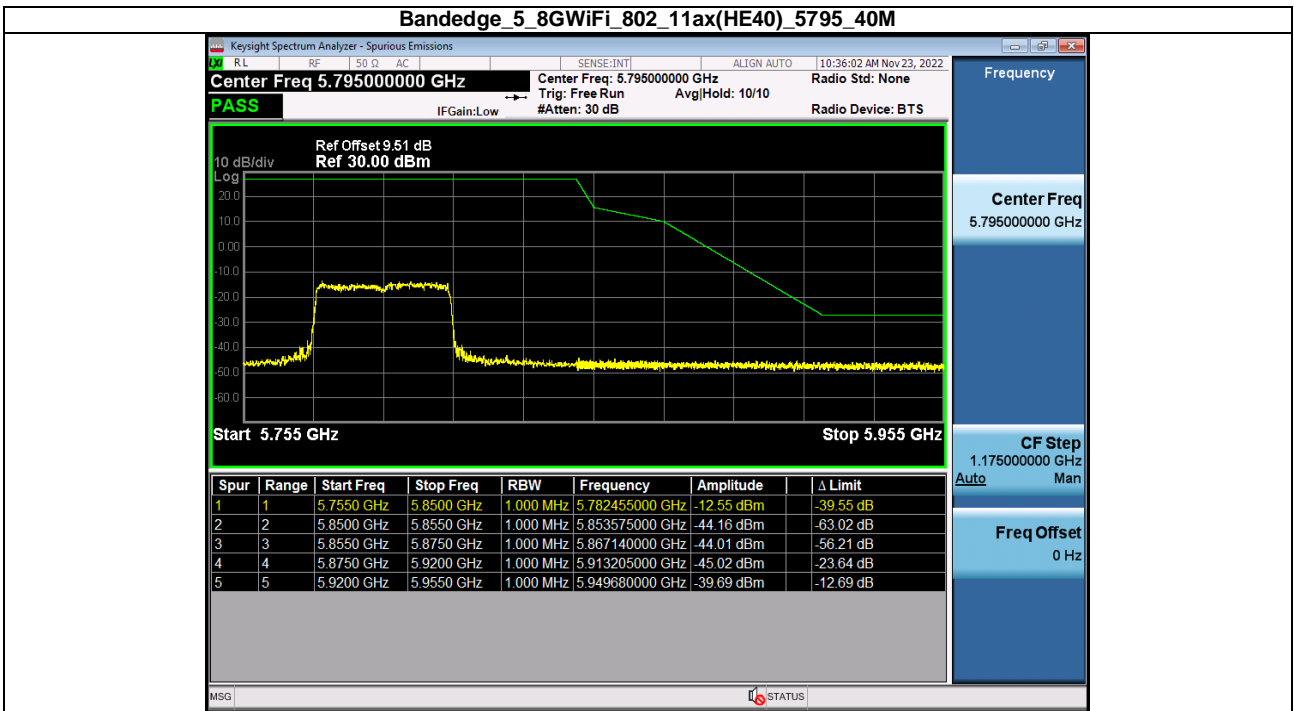 Bandedge_5_8GWiFi_802_11ax(HE40)_5795_40M
Keysight Spectrum Analyzer - Spurious Emissions
LXI RL RF 50 Ω AC SENSE:INT ALIGN AUTO 10:36:02 AM Nov 23, 2022
Center Freq 5.795000000 GHz Center Freq: 5.795000000 GHz Radio Std: None
Trig: Free Run Avg|Hold: 10/10
PASS IFGain:Low #Atten: 30 dB Radio Device: BTS
Frequency
Ref Offset 9.51 dB
10 dB/div Ref 30.00 dBm
Log
20.0
10.0
0.00
-10.0
-20.0
-30.0
-40.0
-50.0
-60.0
Start 5.755 GHz Stop 5.955 GHz
Center Freq
5.795000000 GHz
CF Step
1.175000000 GHz
Auto Man
Freq Offset
0 Hz
Spur Range Start Freq Stop Freq RBW Frequency Amplitude Δ Limit
1 1 5.7550 GHz 5.8500 GHz 1.000 MHz 5.782455000 GHz -12.55 dBm -39.55 dB
2 2 5.8500 GHz 5.8550 GHz 1.000 MHz 5.853575000 GHz -44.16 dBm -63.02 dB
3 3 5.8550 GHz 5.8750 GHz 1.000 MHz 5.867140000 GHz -44.01 dBm -56.21 dB
4 4 5.8750 GHz 5.9200 GHz 1.000 MHz 5.913205000 GHz -45.02 dBm -23.64 dB
5 5 5.9200 GHz 5.9550 GHz 1.000 MHz 5.949680000 GHz -39.69 dBm -12.69 dB
MSG STATUS